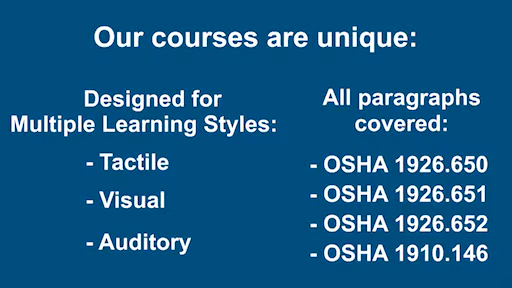 Our courses are unique:
Designed for
Multiple Learning Styles:
- Tactile
- Visual
- Auditory
All paragraphs
covered:
- OSHA 1926.650
- OSHA 1926.651
- OSHA 1926.652
- OSHA 1910.146